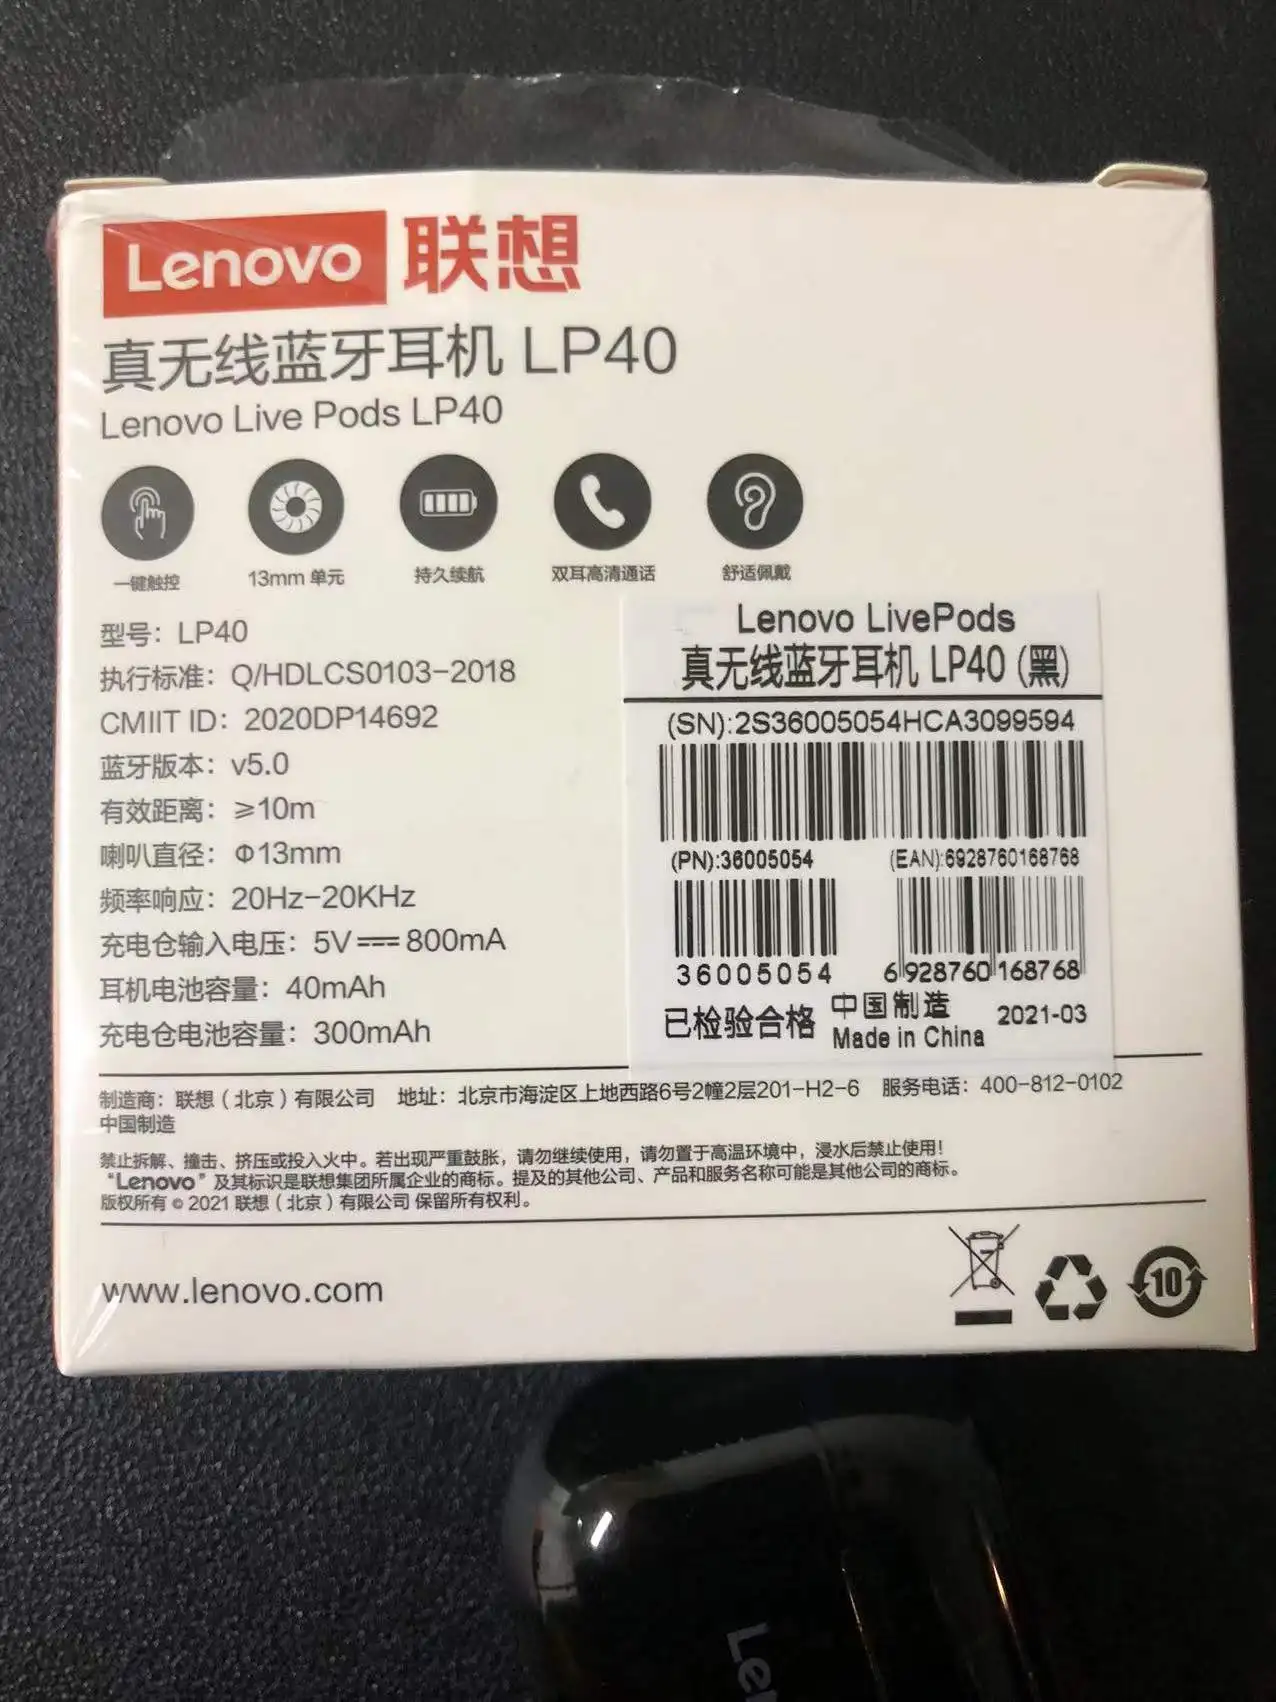 Lenovo 联想
真无线蓝牙耳机 LP40
Lenovo Live Pods LP40
一键触控 13mm 单元 持久续航 双耳高清通话 舒适佩戴
型号：LP40
执行标准：Q/HDLCS0103-2018
CMIIT ID：2020DP14692
蓝牙版本：v5.0
有效距离：≥10m
喇叭直径：Φ13mm
频率响应：20Hz-20KHz
充电仓输入电压：5V⎓800mA
耳机电池容量：40mAh
充电仓电池容量：300mAh
Lenovo LivePods
真无线蓝牙耳机 LP40 (黑)
(SN):2S36005054HCA3099594
(PN):36005054 (EAN):6928760168768
36005054 6 928760 168768
已检验合格 中国制造 2021-03
Made in China
制造商：联想（北京）有限公司 地址：北京市海淀区上地西路6号2幢2层201-H2-6 服务电话：400-812-0102
中国制造
禁止拆解、撞击、挤压或投入火中。若出现严重鼓胀，请勿继续使用，请勿置于高温环境中，浸水后禁止使用！
“Lenovo”及其标识是联想集团所属企业的商标。提及的其他公司、产品和服务名称可能是其他公司的商标。
版权所有 © 2021 联想（北京）有限公司 保留所有权利。
www.lenovo.com
10
Le